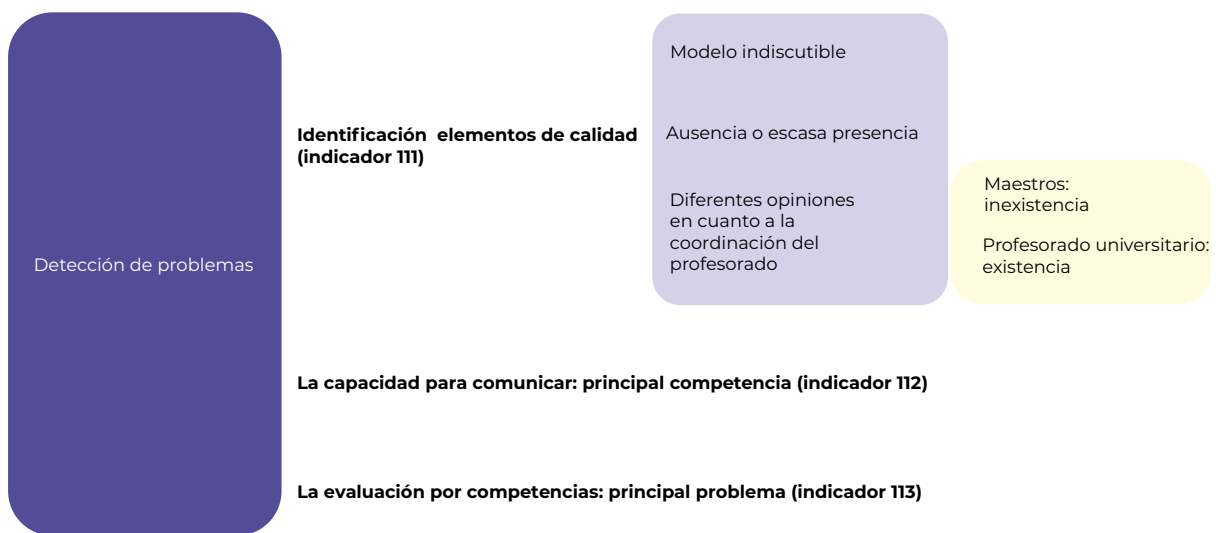 Detección de problemas
Identificación elementos de calidad
(indicador 111)
Modelo indiscutible
Ausencia o escasa presencia
Diferentes opiniones
en cuanto a la
coordinación del
profesorado
Maestros:
inexistencia
Profesorado universitario:
existencia
La capacidad para comunicar: principal competencia (indicador 112)
La evaluación por competencias: principal problema (indicador 113)